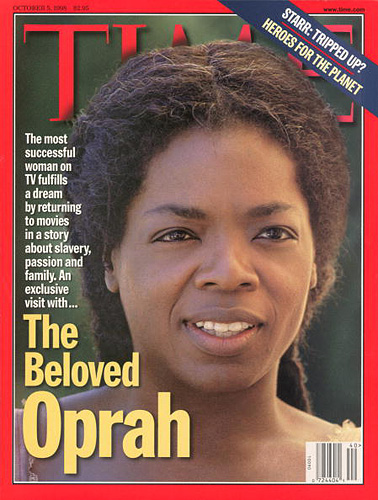 OCTOBER 5, 1998 $2.95
www.time.com
TIME
STARR: TRIPPED UP?
HEROES FOR THE PLANET
The most
successful
woman on
TV fulfills
a dream
by returning
to movies
in a story
about slavery,
passion and
family. An
exclusive
visit with...
The
Beloved
Oprah
40>